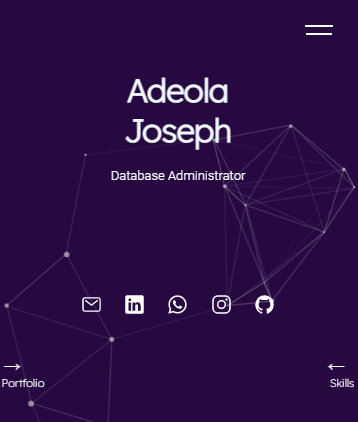 Adeola
Joseph
Database Administrator
Portfolio
Skills